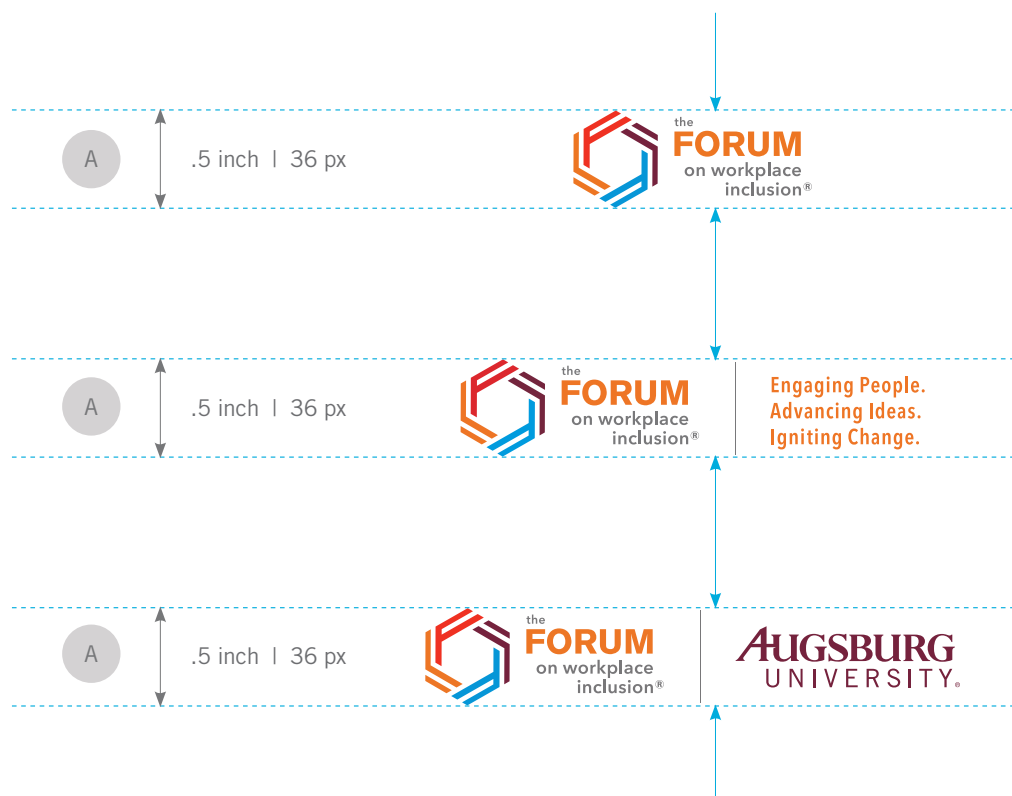 A
.5 inch | 36 px
the
FORUM
on workplace
inclusion®
A
.5 inch | 36 px
the
FORUM
on workplace
inclusion®
Engaging People.
Advancing Ideas.
Igniting Change.
A
.5 inch | 36 px
the
FORUM
on workplace
inclusion®
AUGSBURG
UNIVERSITY®